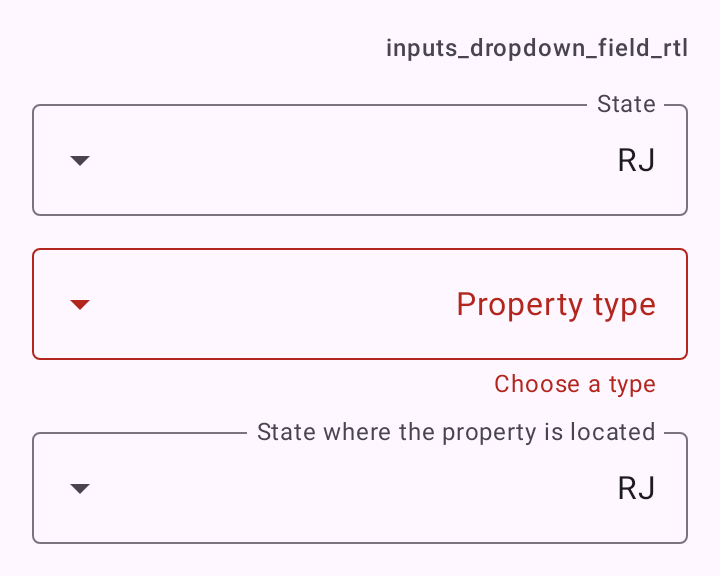 inputs_dropdown_field_rtl
State
RJ
Property type
Choose a type
State where the property is located
RJ